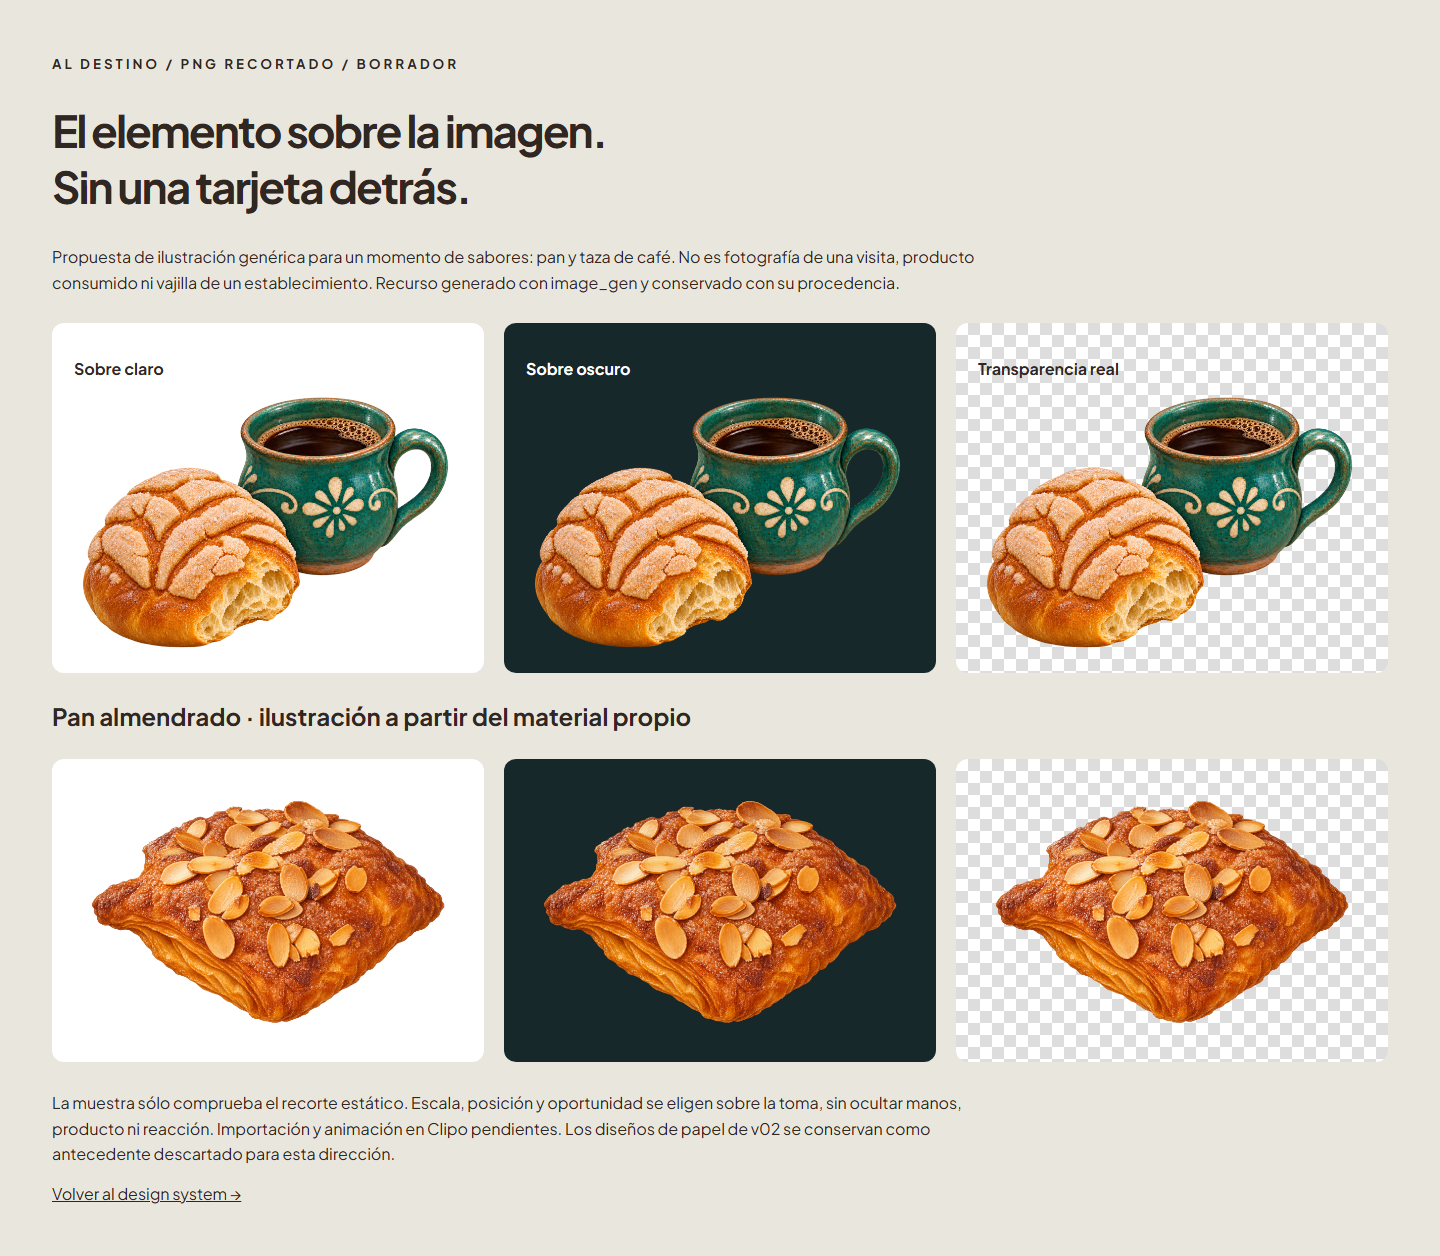 AL DESTINO / PNG RECORTADO / BORRADOR
El elemento sobre la imagen.
Sin una tarjeta detrás.
Propuesta de ilustración genérica para un momento de sabores: pan y taza de café. No es fotografía de una visita, producto
consumido ni vajilla de un establecimiento. Recurso generado con image_gen y conservado con su procedencia.
Sobre claro
Sobre oscuro
Transparencia real
Pan almendrado · ilustración a partir del material propio
La muestra sólo comprueba el recorte estático. Escala, posición y oportunidad se eligen sobre la toma, sin ocultar manos,
producto ni reacción. Importación y animación en Clipo pendientes. Los diseños de papel de v02 se conservan como
antecedente descartado para esta dirección.
Volver al design system →